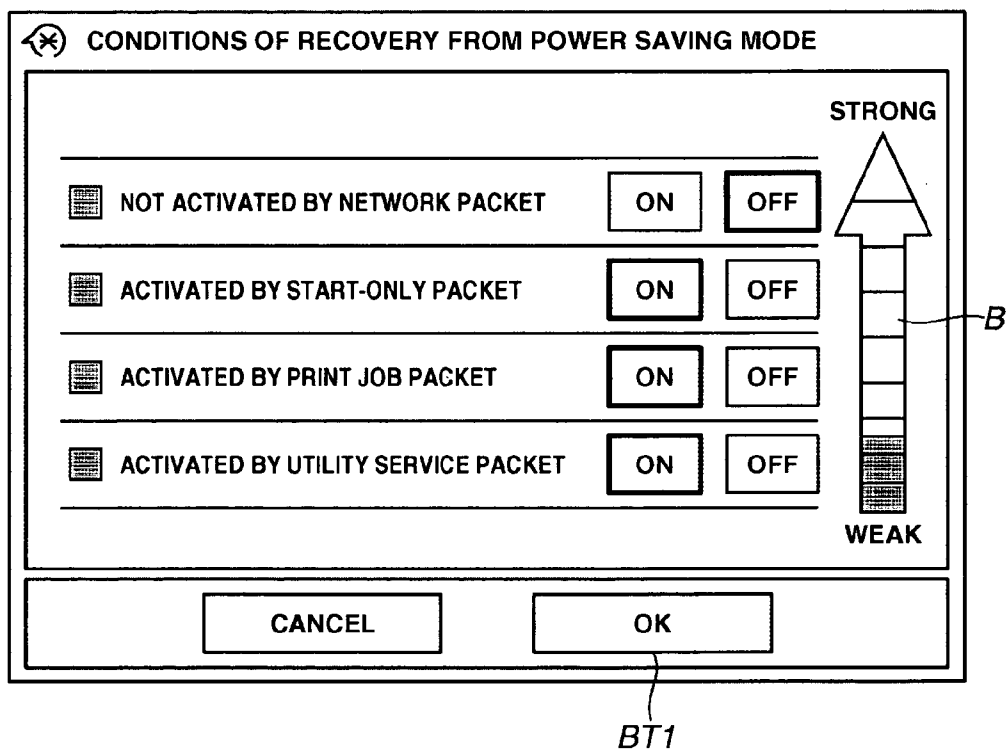 CONDITIONS OF RECOVERY FROM POWER SAVING MODE
STRONG
NOT ACTIVATED BY NETWORK PACKET ON OFF
ACTIVATED BY START-ONLY PACKET ON OFF
B
ACTIVATED BY PRINT JOB PACKET ON OFF
ACTIVATED BY UTILITY SERVICE PACKET ON OFF
WEAK
CANCEL OK
BT1